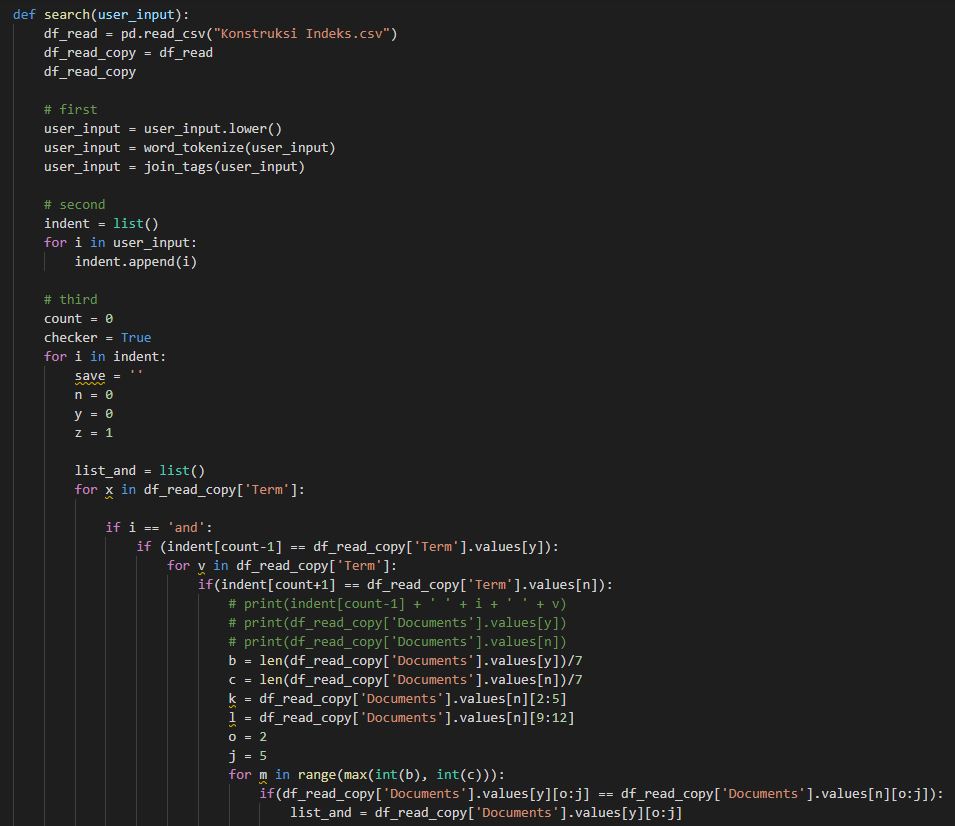 def search(user_input):
    df_read = pd.read_csv("Konstruksi Indeks.csv")
    df_read_copy = df_read
    df_read_copy

    # first
    user_input = user_input.lower()
    user_input = word_tokenize(user_input)
    user_input = join_tags(user_input)

    # second
    indent = list()
    for i in user_input:
        indent.append(i)

    # third
    count = 0
    checker = True
    for i in indent:
        save = ''
        n = 0
        y = 0
        z = 1

        list_and = list()
        for x in df_read_copy['Term']:

            if i == 'and':
                if (indent[count-1] == df_read_copy['Term'].values[y]):
                    for v in df_read_copy['Term']:
                        if(indent[count+1] == df_read_copy['Term'].values[n]):
                            # print(indent[count-1] + ' ' + i + ' ' + v)
                            # print(df_read_copy['Documents'].values[y])
                            # print(df_read_copy['Documents'].values[n])
                            b = len(df_read_copy['Documents'].values[y])/7
                            c = len(df_read_copy['Documents'].values[n])/7
                            k = df_read_copy['Documents'].values[n][2:5]
                            l = df_read_copy['Documents'].values[n][9:12]
                            o = 2
                            j = 5
                            for m in range(max(int(b), int(c))):
                                if(df_read_copy['Documents'].values[y][o:j] == df_read_copy['Documents'].values[n][o:j]):
                                    list_and = df_read_copy['Documents'].values[y][o:j]